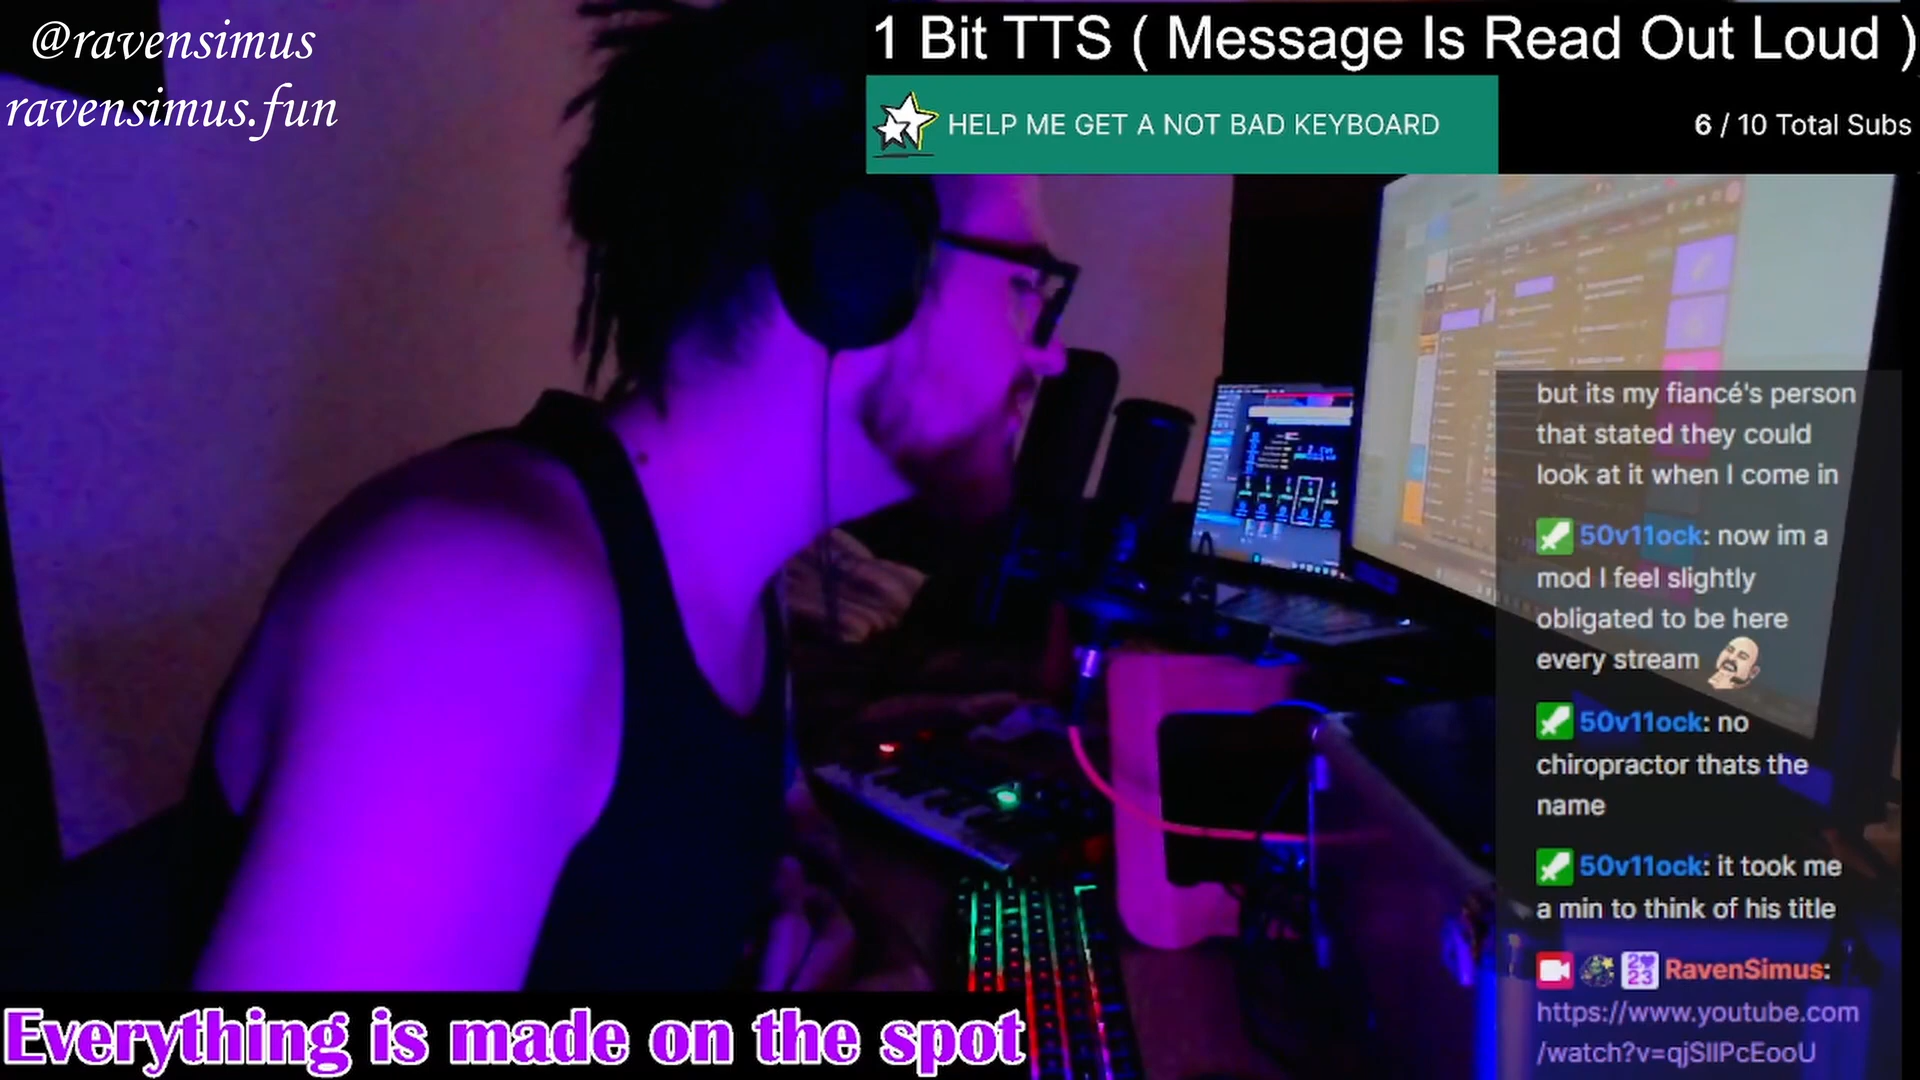 @ravensimus
ravensimus.fun
1 Bit TTS ( Message Is Read Out Loud )
HELP ME GET A NOT BAD KEYBOARD
6 / 10 Total Subs
but its my fiancé's person
that stated they could
look at it when I come in
50v11ock: now im a
mod I feel slightly
obligated to be here
every stream
50v11ock: no
chiropractor thats the
name
50v11ock: it took me
a min to think of his title
RavenSimus:
https://www.youtube.com
/watch?v=qjSlIPcEooU
Everything is made on the spot